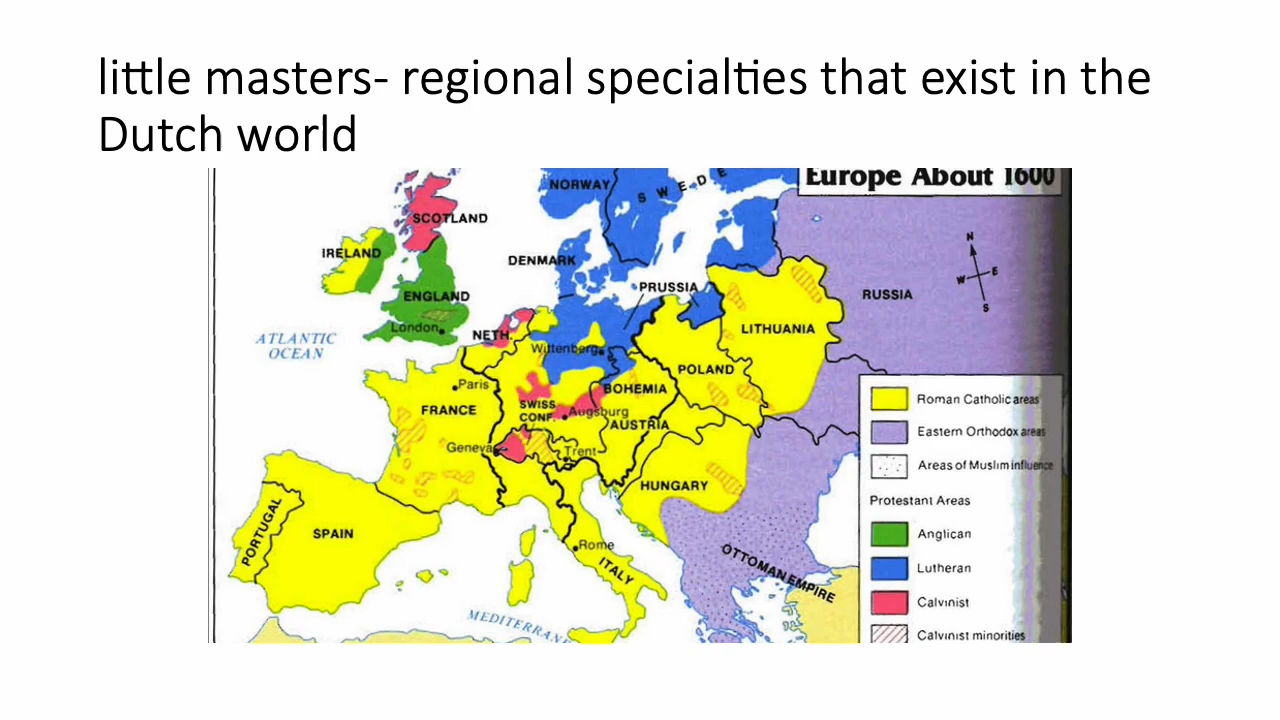 little masters- regional specialties that exist in the
Dutch world
Europe About 1600
NORWAY
SWEDE
SCOTLAND
IRELAND
DENMARK
N
W E
S
PRUSSIA
RUSSIA
ENGLAND
London
ATLANTIC
OCEAN
NETH.
LITHUANIA
Wittenberg
POLAND
Paris
BOHEMIA
FRANCE
SWISS
CONF.
Augsburg
AUSTRIA
Geneva
Trent
HUNGARY
PORTUGAL
SPAIN
Rome
ITALY
OTTOMAN EMPIRE
MEDITERRANE
Roman Catholic areas
Eastern Orthodox areas
Areas of Muslim influence
Protestant Areas
Anglican
Lutheran
Calvinist
Calvinist minorities